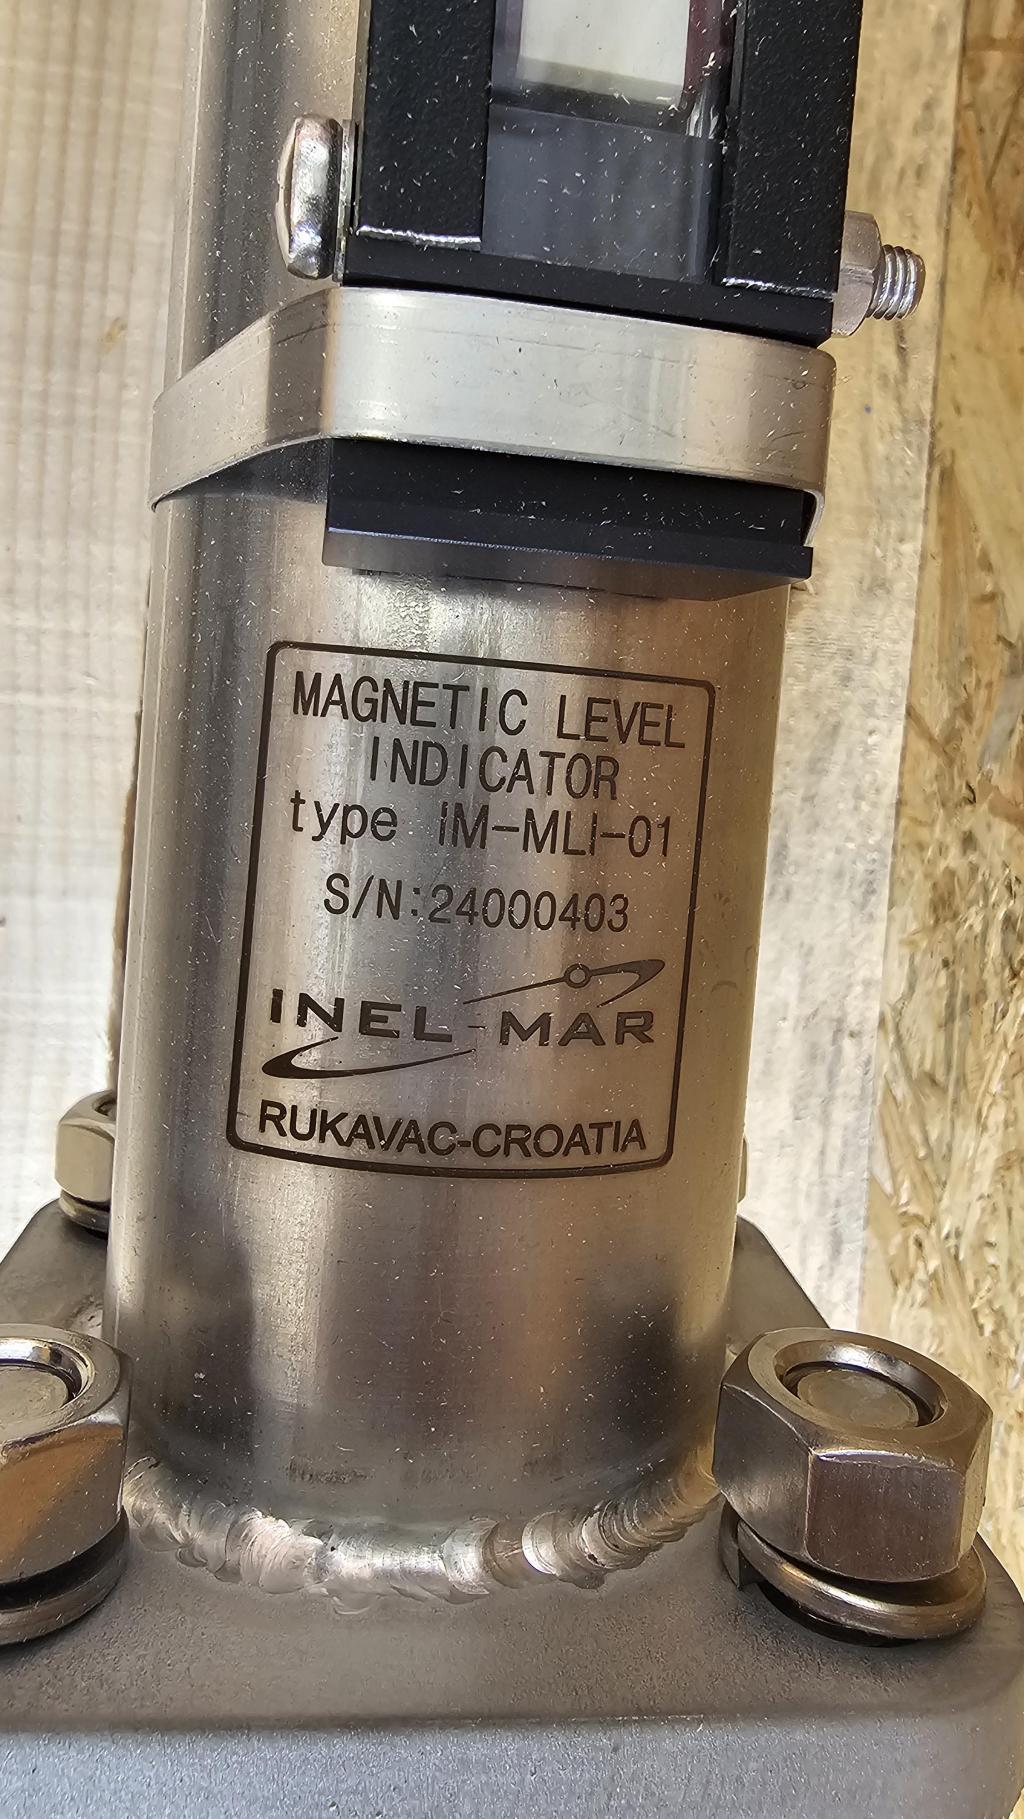 MAGNETIC LEVEL
INDICATOR
type IM-MLI-01
S/N:24000403
INEL-MAR
RUKAVAC-CROATIA